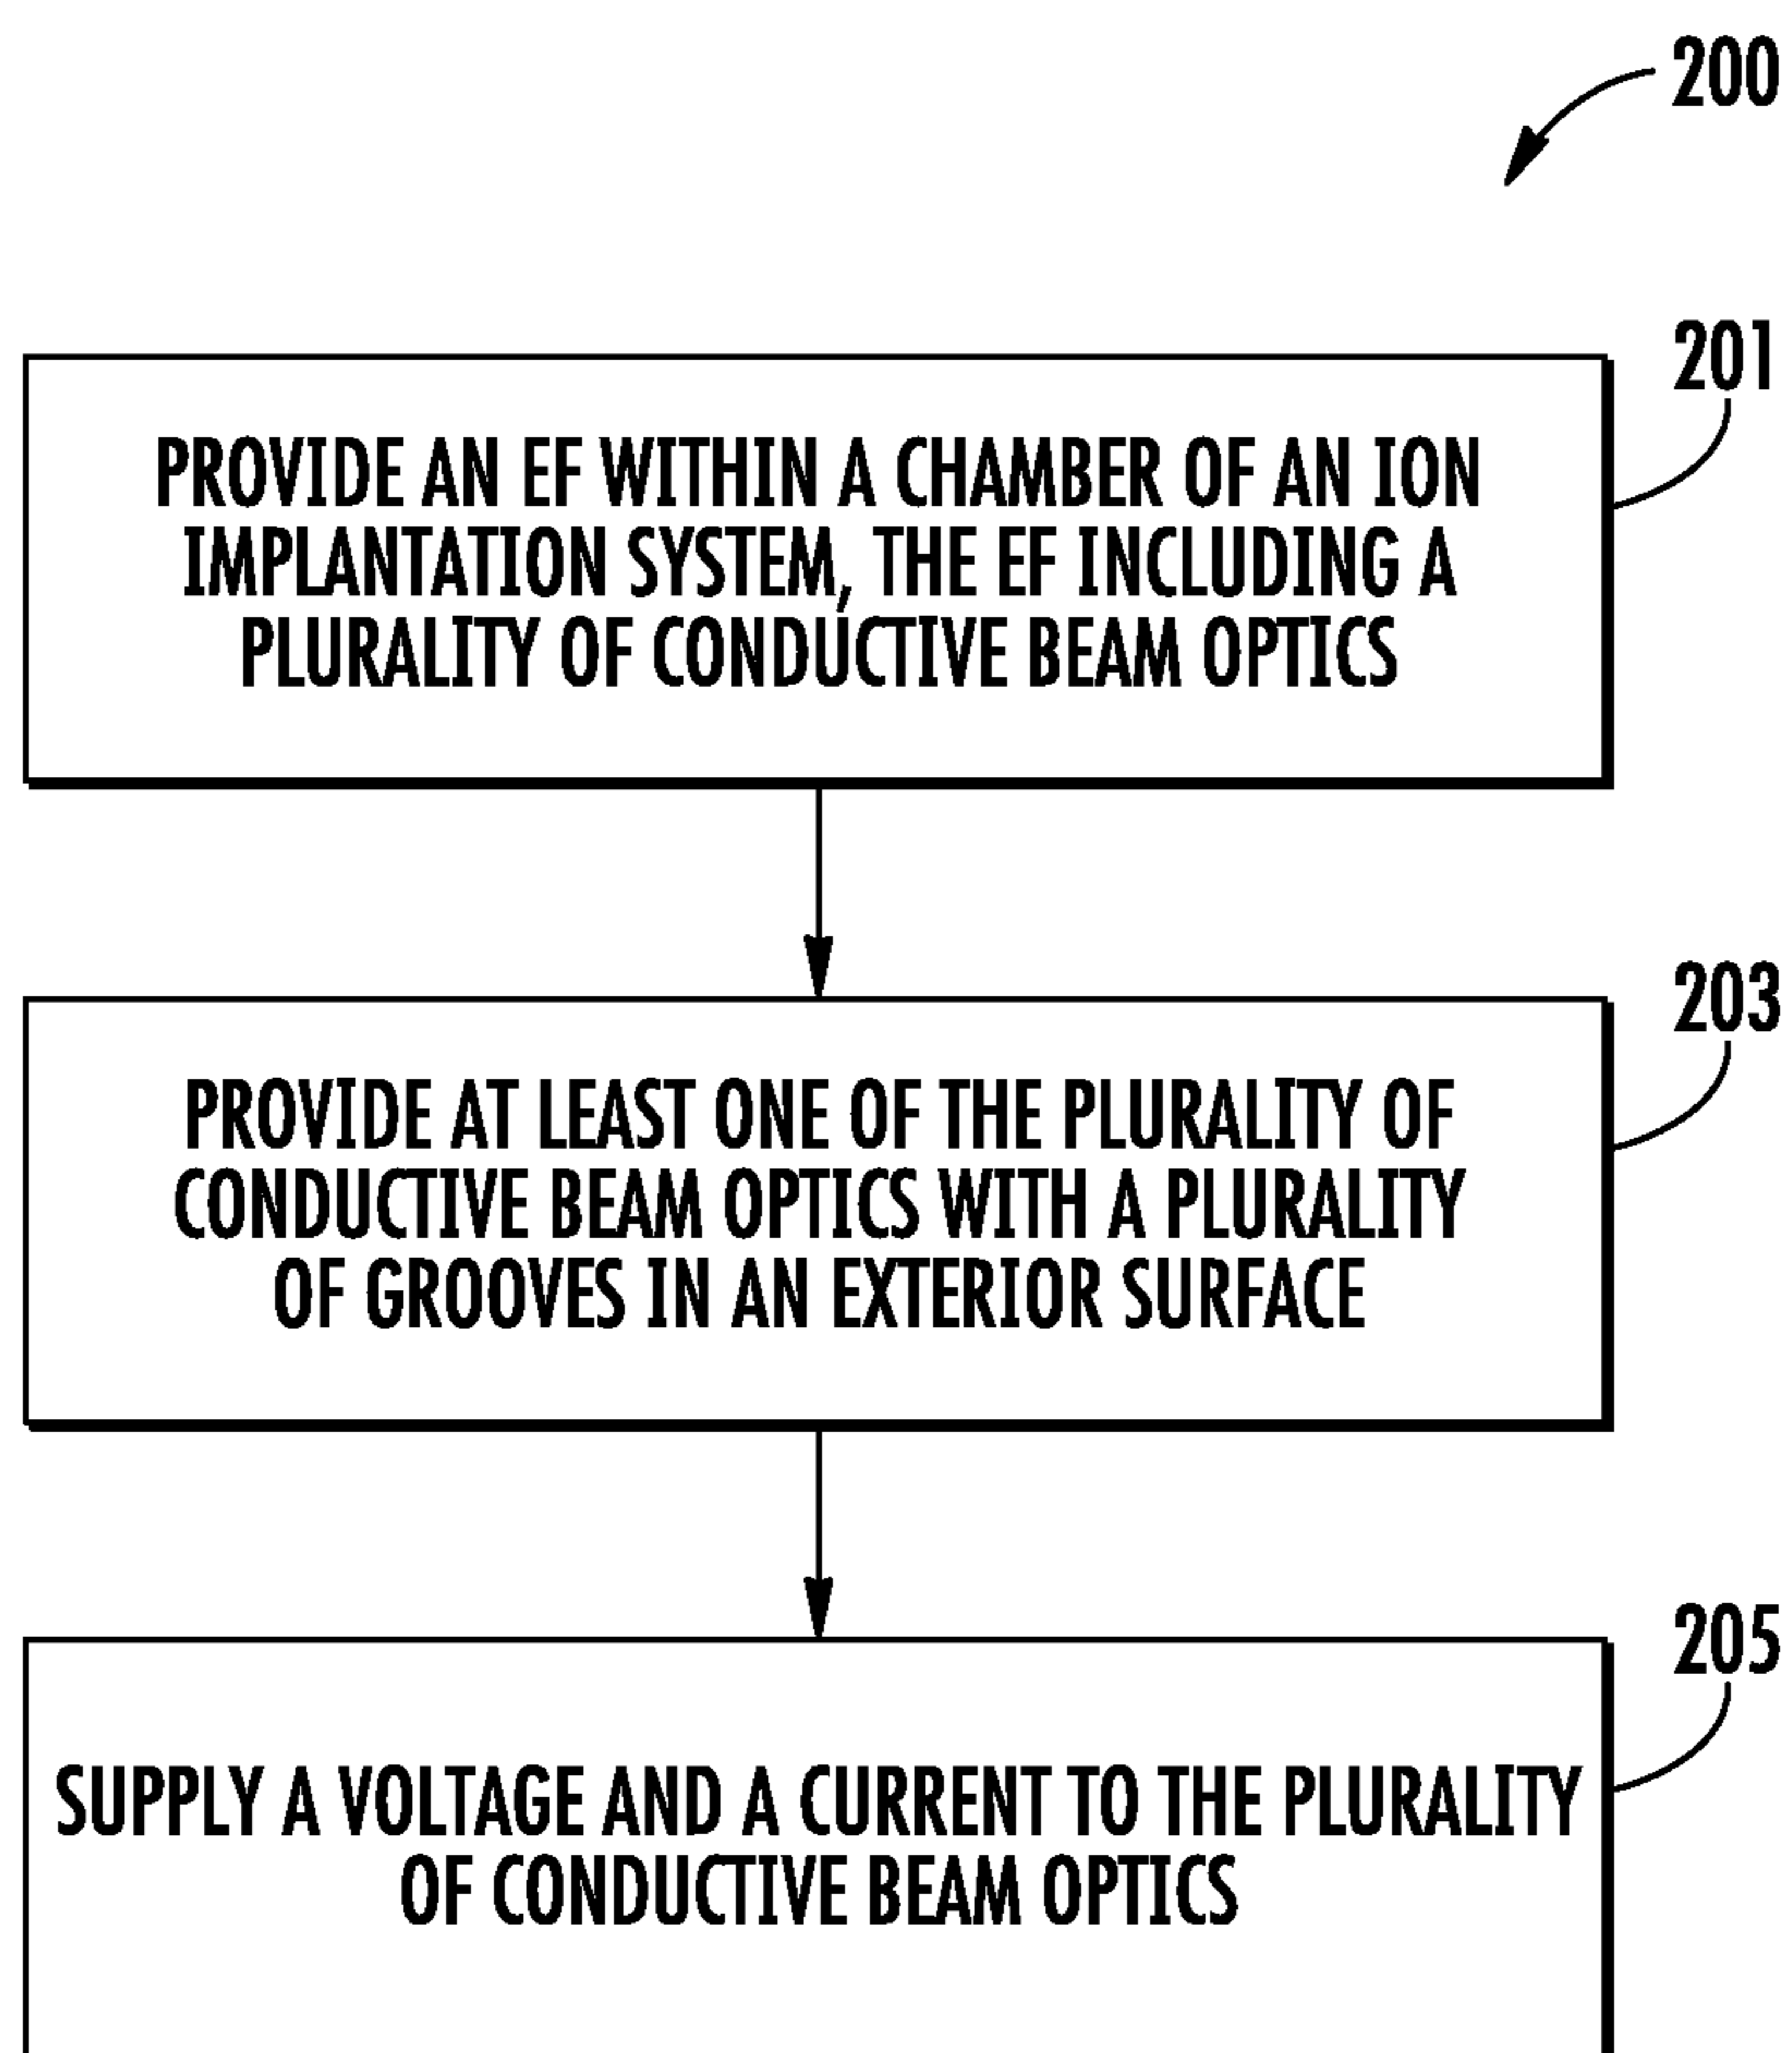 200
201
PROVIDE AN EF WITHIN A CHAMBER OF AN ION
IMPLANTATION SYSTEM, THE EF INCLUDING A
PLURALITY OF CONDUCTIVE BEAM OPTICS
203
PROVIDE AT LEAST ONE OF THE PLURALITY OF
CONDUCTIVE BEAM OPTICS WITH A PLURALITY
OF GROOVES IN AN EXTERIOR SURFACE
205
SUPPLY A VOLTAGE AND A CURRENT TO THE PLURALITY
OF CONDUCTIVE BEAM OPTICS